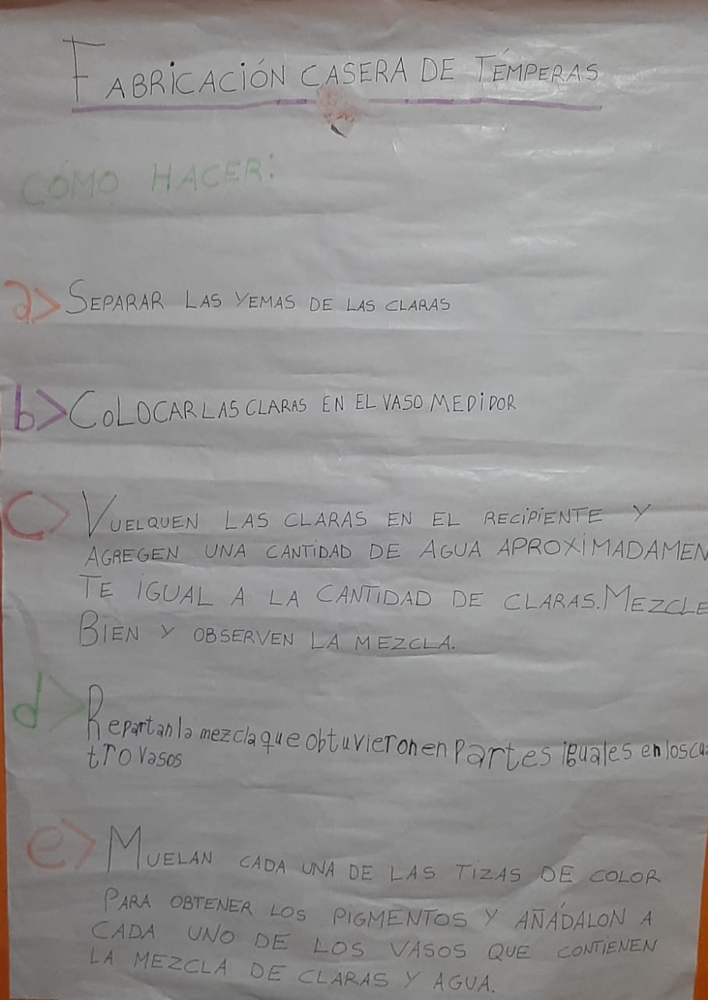 FABRICACIÓN CASERA DE TÉMPERAS
CÓMO HACER:
a> SEPARAR LAS YEMAS DE LAS CLARAS
b> COLOCAR LAS CLARAS EN EL VASO MEDIDOR
C> VUELQUEN LAS CLARAS EN EL RECIPIENTE Y
AGREGEN UNA CANTIDAD DE AGUA APROXIMADAMEN
TE IGUAL A LA CANTIDAD DE CLARAS. MEZCLE
BIEN Y OBSERVEN LA MEZCLA.
d> Repartan la mezcla que obtuvieron en Partes iguales en los cua
tro vasos
e> MUELAN CADA UNA DE LAS TIZAS DE COLOR
PARA OBTENER LOS PIGMENTOS Y AÑÁDALON A
CADA UNO DE LOS VASOS QUE CONTIENEN
LA MEZCLA DE CLARAS Y AGUA.